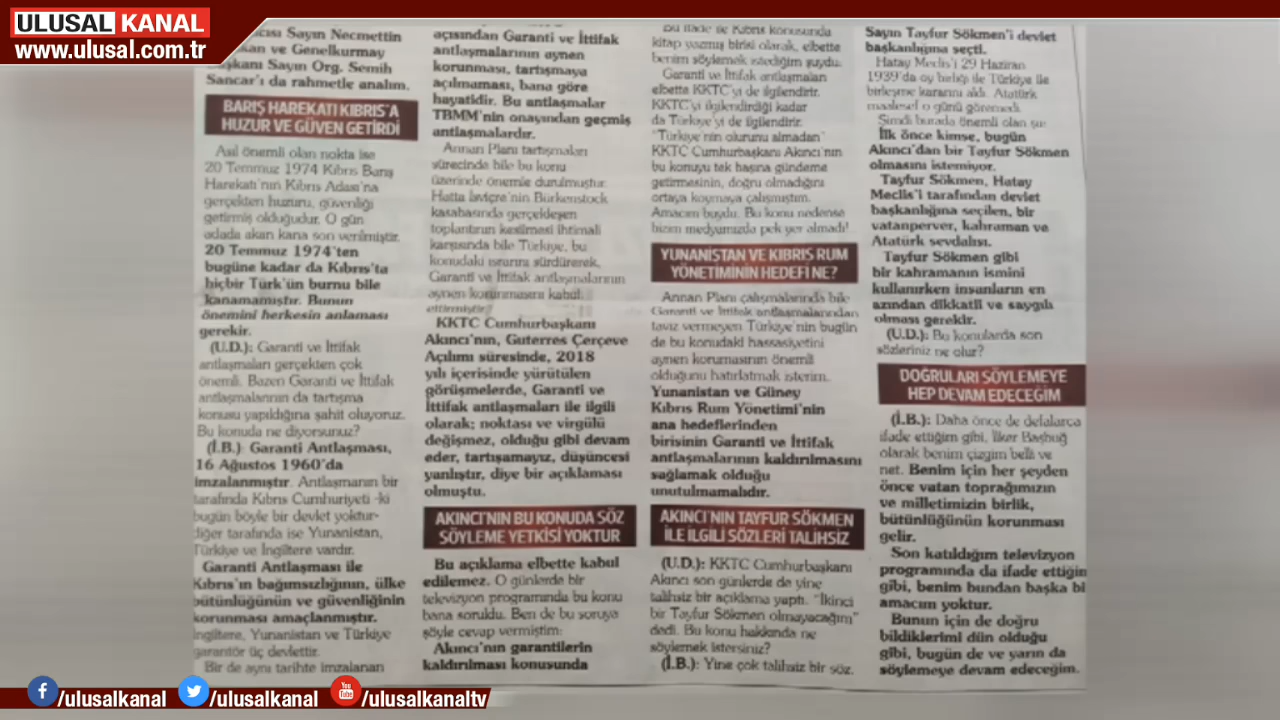 ULUSAL KANAL
www.ulusal.com.tr
Sayın Necmettin
ve Genelkurmay
Sayın Org. Semih
Sancar'ı da rahmetle analım.
BARIŞ HAREKATI KIBRIS'A
HUZUR VE GÜVEN GETİRDİ
Asıl önemli olan nokta ise
20 Temmuz 1974 Kıbrıs Barış
Harekatı'nın Kıbrıs Adası'na
gerçekten huzuru, güvenliği
getirmiş olduğudur. O gün
adada akan kana son verilmiştir.
20 Temmuz 1974'ten
bugüne kadar da Kıbrıs'ta
hiçbir Türk'ün burnu bile
kanamamıştır. Bunun
önemini herkesin anlaması
gerekir.
(U.D.): Garanti ve İttifak
antlaşmaları gerçekten çok
önemli. Bazen Garanti ve İttifak
antlaşmalarının da tartışma
konusu yapıldığına şahit oluyoruz.
Bu konuda ne diyorsunuz?
(İ.B.) Garanti Antlaşması,
16 Ağustos 1960'da
imzalanmıştır. Antlaşmanın bir
tarafında Kıbrıs Cumhuriyeti -ki
bugün böyle bir devlet yoktur-
diğer tarafında ise Yunanistan,
Türkiye ve İngiltere vardır.
Garanti Antlaşması ile
Kıbrıs'ın bağımsızlığının, ülke
bütünlüğünün ve güvenliğinin
korunması amaçlanmıştır.
İngiltere, Yunanistan ve Türkiye
garantör üç devlettir.
Bir de aynı tarihte imzalanan
açısından Garanti ve İttifak
antlaşmalarının aynen
korunması, tartışmaya
açılmaması, bana göre
hayatidir. Bu antlaşmalar
TBMM'nin onayından geçmiş
antlaşmalardır.
Annan Planı tartışmaları
sürecinde bile bu konu
üzerinde önemle durulmuştur.
Hatta İsviçre'nin Bürkenstock
kasabasında gerçekleşen
toplantının kesilmesi ihtimali
karşısında bile Türkiye, bu
konudaki ısrarını sürdürerek,
Garanti ve İttifak antlaşmalarının
aynen korunmasını kabul
ettirmiştir.
KKTC Cumhurbaşkanı
Akıncı'nın, Guterres Çerçeve
Açılımı süresinde, 2018
yılı içerisinde yürütülen
görüşmelerde, Garanti ve
İttifak antlaşmaları ile ilgili
olarak; noktası ve virgülü
değişmez, olduğu gibi devam
eder, tartışamayız, düşüncesi
yanlıştır, diye bir açıklaması
olmuştu.
AKINCI'NIN BU KONUDA SÖZ
SÖYLEME YETKİSİ YOKTUR
Bu açıklama elbette kabul
edilemez. O günlerde bir
televizyon programında bu konu
bana soruldu. Ben de bu soruya
şöyle cevap vermiştim:
Akıncı'nın garantilerin
kaldırılması konusunda
bu ifade ile Kıbrıs konusunda
kitap yazmış birisi olarak, elbette
benim söylemek istediğim şuydu.
Garanti ve İttifak antlaşmaları
elbette KKTC'yi de ilgilendirir.
KKTC'yi ilgilendirdiği kadar
da Türkiye'yi de ilgilendirir.
"Türkiye'nin olurunu almadan"
KKTC Cumhurbaşkanı Akıncı'nın
bu konuyu tek başına gündeme
getirmesinin, doğru olmadığını
ortaya koymaya çalışmıştım.
Amacım buydu. Bu konu nedense
bizim medyamızda pek yer almadı!
YUNANİSTAN VE KIBRIS RUM
YÖNETİMİNİN HEDEFİ NE?
Annan Planı çalışmalarında bile
Garanti ve İttifak antlaşmalarından
taviz vermeyen Türkiye'nin bugün
de bu konudaki hassasiyetini
aynen korumasının önemli
olduğunu hatırlatmak isterim.
Yunanistan ve Güney
Kıbrıs Rum Yönetimi'nin
ana hedeflerinden
birisinin Garanti ve İttifak
antlaşmalarının kaldırılmasını
sağlamak olduğu
unutulmamalıdır.
AKINCI'NIN TAYFUR SÖKMEN
İLE İLGİLİ SÖZLERİ TALİHSİZ
(U.D.): KKTC Cumhurbaşkanı
Akıncı son günlerde de yine
talihsiz bir açıklama yaptı. "İkinci
bir Tayfur Sökmen olmayacağım"
dedi. Bu konu hakkında ne
söylemek istersiniz?
(İ.B.): Yine çok talihsiz bir söz.
Sayın Tayfur Sökmen'i devlet
başkanlığına seçti.
Hatay Meclis'i 29 Haziran
1939'da oy birliği ile Türkiye ile
birleşme kararını aldı. Atatürk
maalesef o günü göremedi.
Şimdi burada önemli olan şu:
İlk önce kimse, bugün
Akıncı'dan bir Tayfur Sökmen
olmasını istemiyor.
Tayfur Sökmen, Hatay
Meclis'i tarafından devlet
başkanlığına seçilen, bir
vatanperver, kahraman ve
Atatürk sevdalısı.
Tayfur Sökmen gibi
bir kahramanın ismini
kullanırken insanların en
azından dikkatli ve saygılı
olması gerekir.
(U.D.): Bu konularda son
sözleriniz ne olur?
DOĞRULARI SÖYLEMEYE
HEP DEVAM EDECEĞİM
(İ.B.): Daha önce de defalarca
ifade ettiğim gibi, İlker Başbuğ
olarak benim çizgim belli ve
net. Benim için her şeyden
önce vatan toprağımızın
ve milletimizin birlik,
bütünlüğünün korunması
gelir.
Son katıldığım televizyon
programında da ifade ettiğim
gibi, benim bundan başka bi
amacım yoktur.
Bunun için de doğru
bildiklerimi dün olduğu
gibi, bugün de ve yarın da
söylemeye devam edeceğim.
/ulusalkanal
/ulusalkanal
You Tube
/ulusalkanaltv